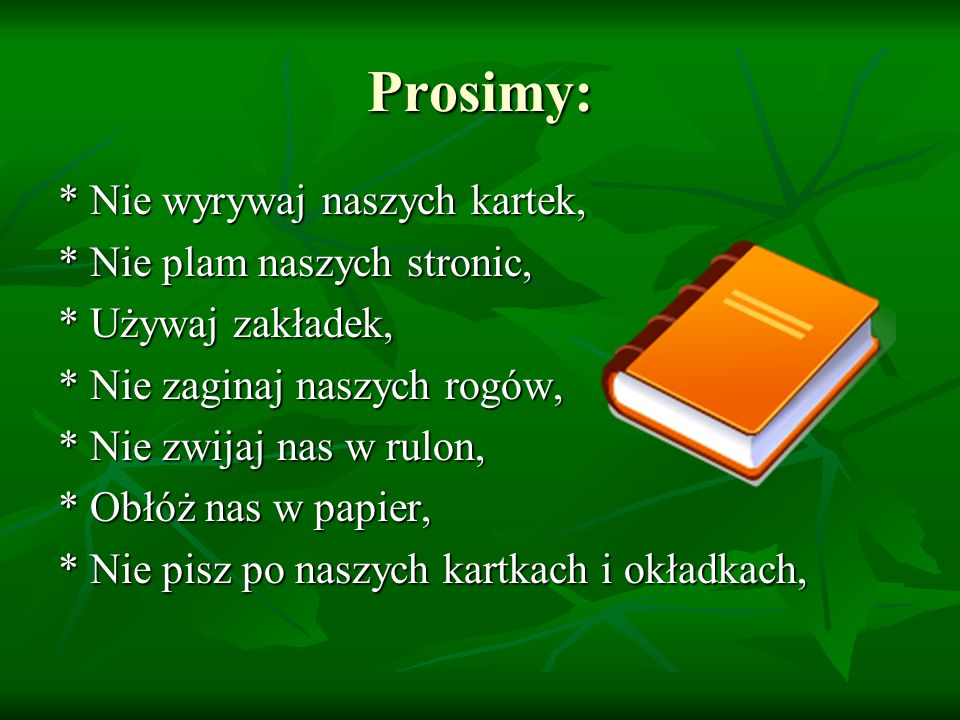 Prosimy:
* Nie wyrywaj naszych kartek,
* Nie plam naszych stronic,
* Używaj zakładek,
* Nie zaginaj naszych rogów,
* Nie zwijaj nas w rulon,
* Obłóż nas w papier,
* Nie pisz po naszych kartkach i okładkach,